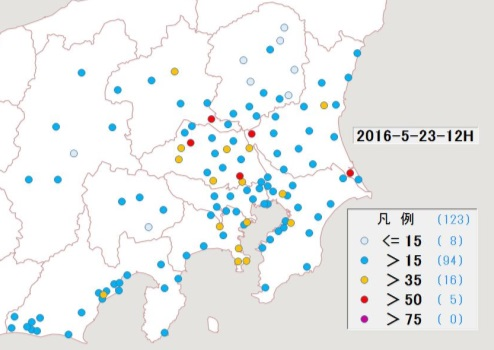 2016-5-23-12H
凡 例 (123)
<= 15 ( 8)
> 15 (94)
> 35 (16)
> 50 ( 5)
> 75 ( 0)